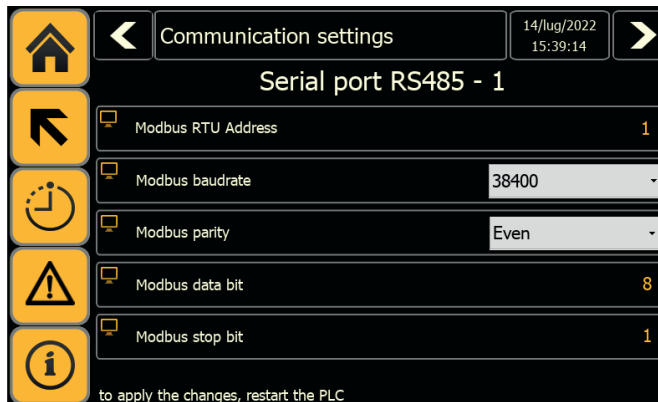 Communication settings
14/lug/2022
15:39:14
Serial port RS485 - 1
Modbus RTU Address 1
Modbus baudrate 38400
Modbus parity Even
Modbus data bit 8
Modbus stop bit 1
to apply the changes, restart the PLC